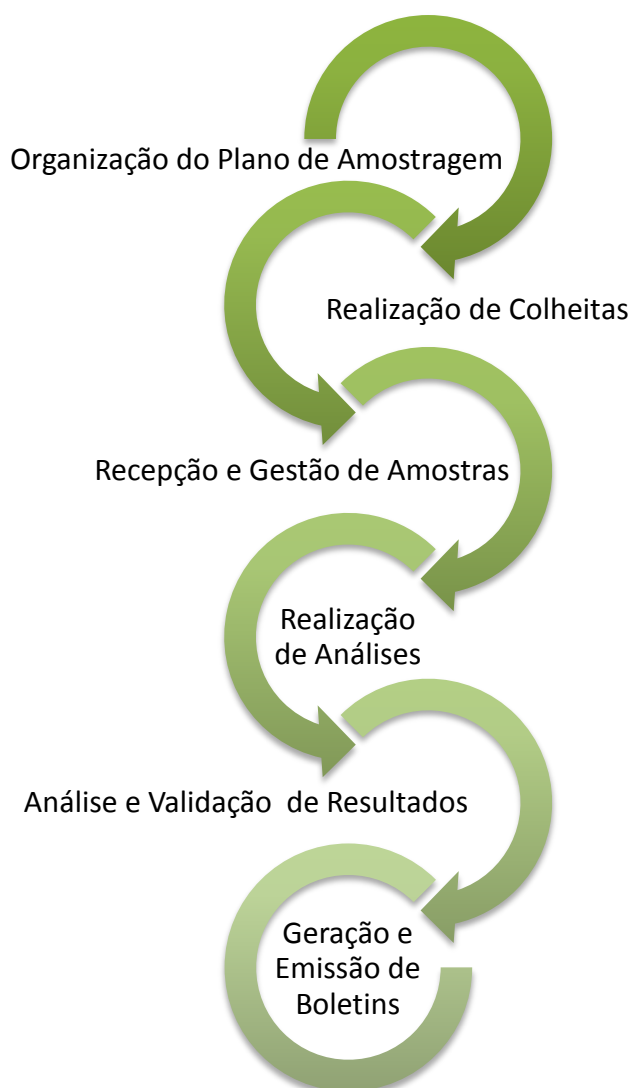 Organização do Plano de Amostragem
Realização de Colheitas
Recepção e Gestão de Amostras
Realização
de Análises
Análise e Validação  de Resultados
Geração e
Emissão de
Boletins